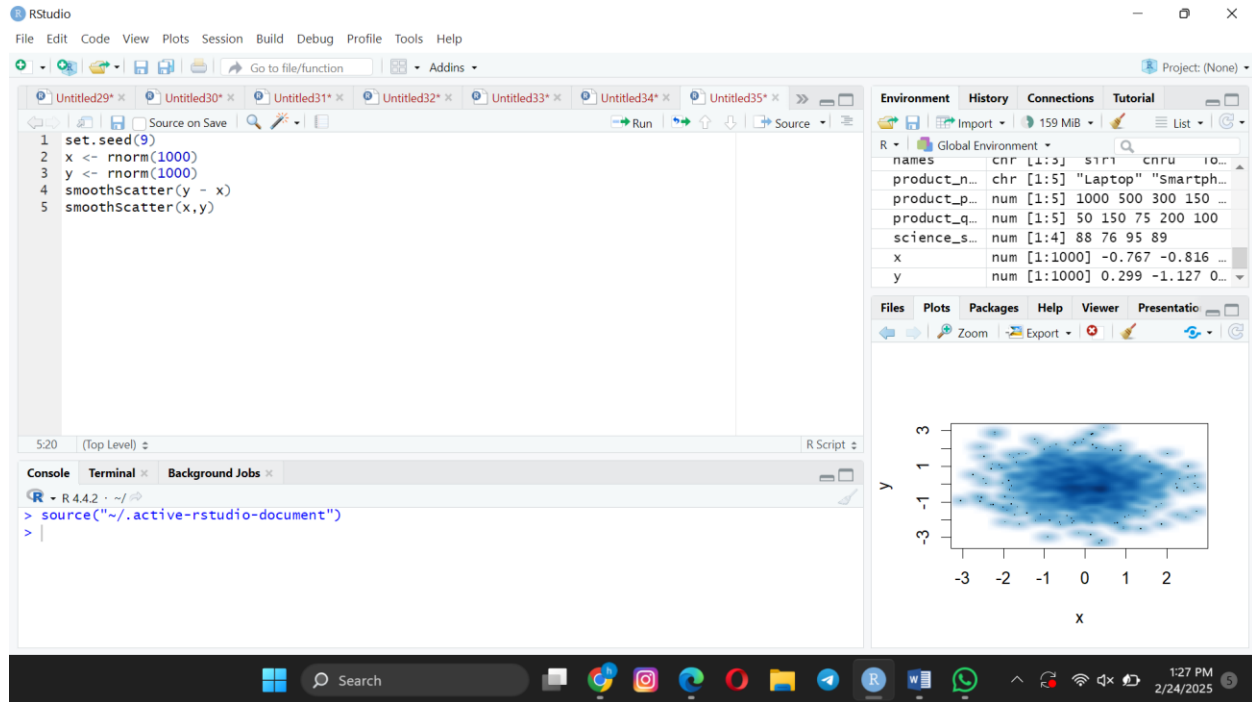 RStudio
File Edit Code View Plots Session Build Debug Profile Tools Help
Go to file/function Addins Project: (None)
Untitled29* Untitled30* Untitled31* Untitled32* Untitled33* Untitled34* Untitled35*
Source on Save Run Source
1 set.seed(9)
2 x <- rnorm(1000)
3 y <- rnorm(1000)
4 smoothScatter(y - x)
5 smoothScatter(x,y)
5:20 (Top Level) R Script
Console Terminal Background Jobs
R 4.4.2 · ~/
> source("~/.active-rstudio-document")
>
Environment History Connections Tutorial
Import 159 MiB List
R Global Environment
names chr [1:3]
product_n… chr [1:5] "Laptop" "Smartph…
product_p… num [1:5] 1000 500 300 150 …
product_q… num [1:5] 50 150 75 200 100
science_s… num [1:4] 88 76 95 89
x num [1:1000] -0.767 -0.816 …
y num [1:1000] 0.299 -1.127 0…
Files Plots Packages Help Viewer Presentatio
Zoom Export
y
3
1
-1
-3
-3 -2 -1 0 1 2
x
Search
1:27 PM
2/24/2025
5